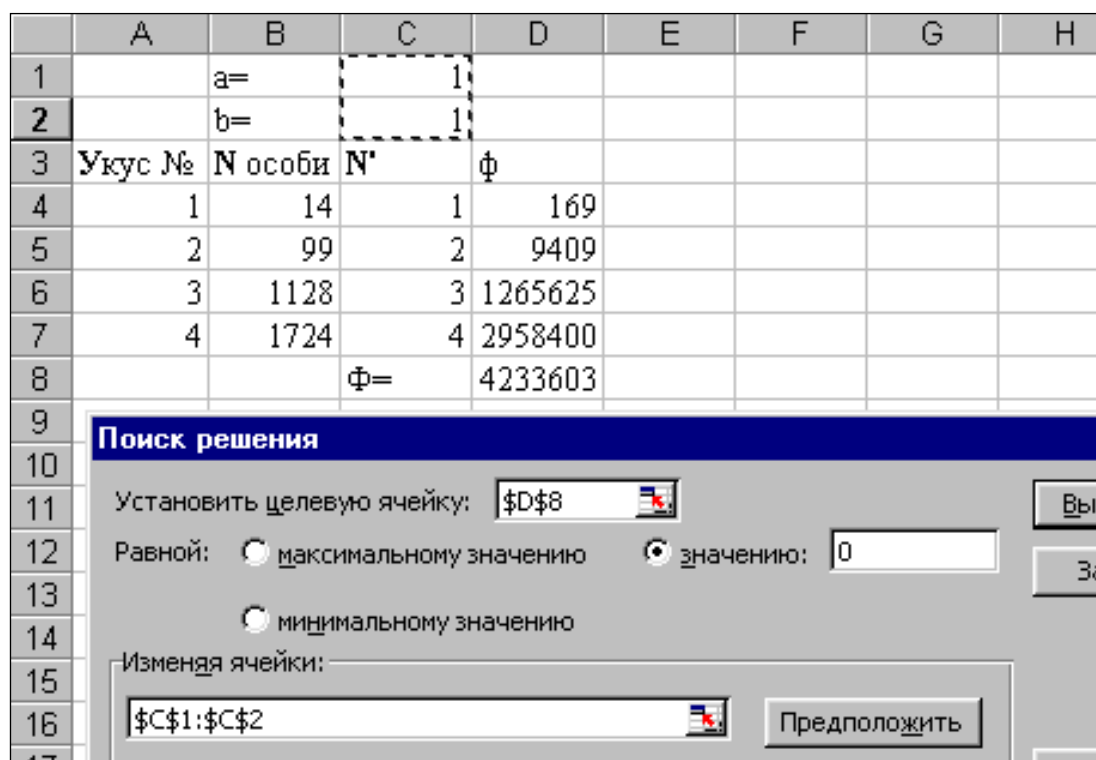 A B C D E F G H
1 a= 1
2 b= 1
3 Укус № N особи N' ф
4 1 14 1 169
5 2 99 2 9409
6 3 1128 3 1265625
7 4 1724 4 2958400
8 Ф= 4233603
9
Поиск решения
10
11 Установить целевую ячейку: $D$8
12 Равной: максимальному значению значению: 0
13
14 минимальному значению
15 Изменяя ячейки:
16 $C$1:$C$2 Предположить